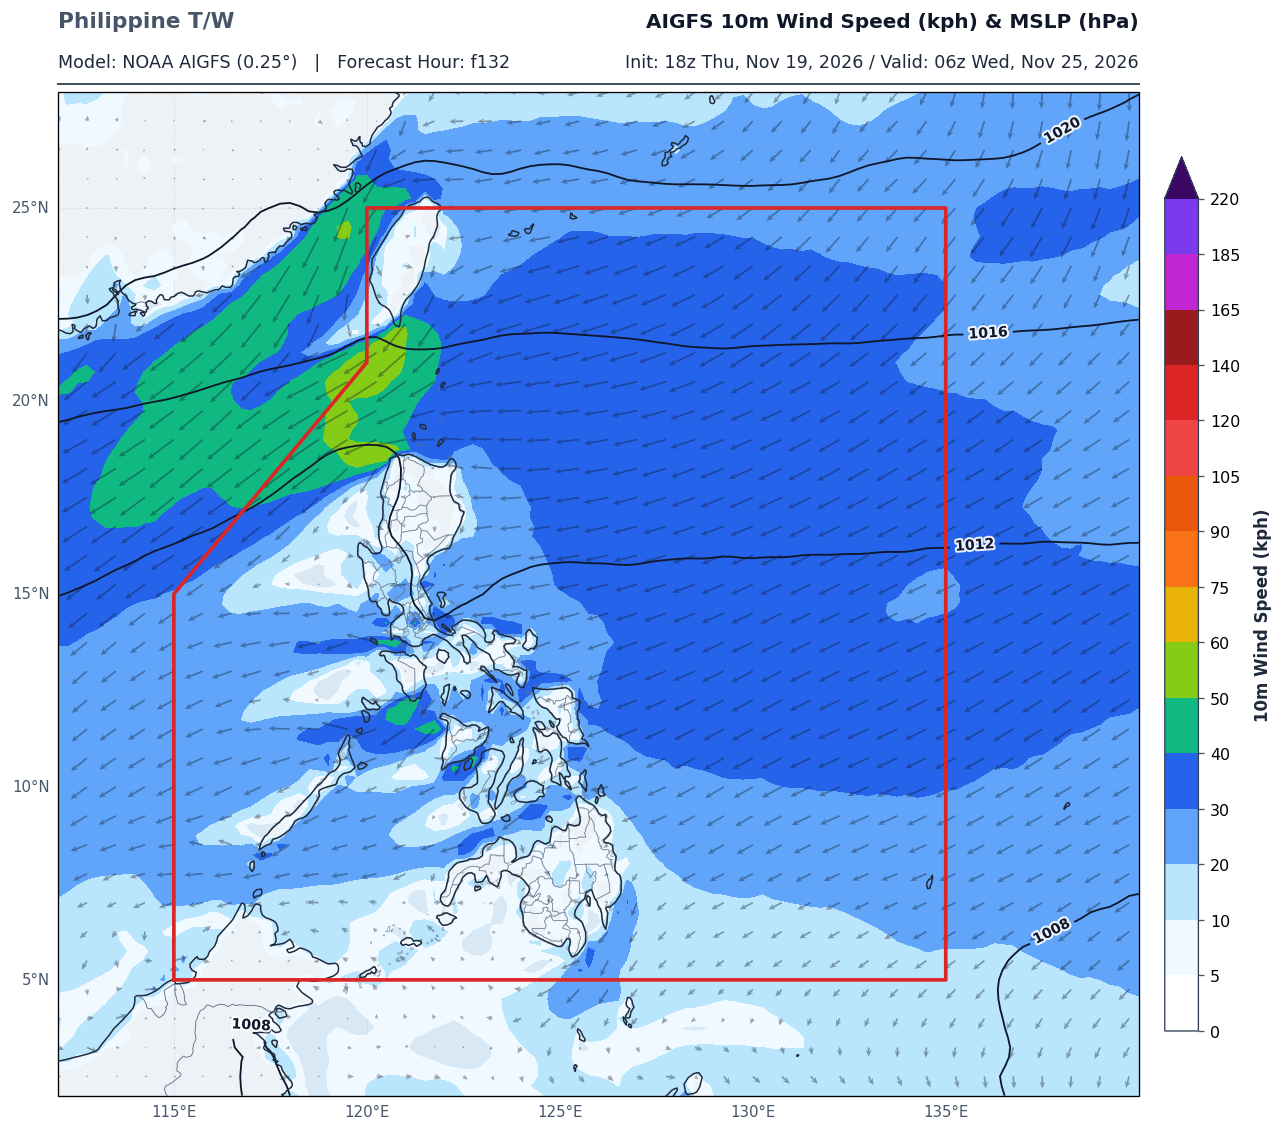 Philippine T/W
AIGFS 10m Wind Speed (kph) & MSLP (hPa)
Model: NOAA AIGFS (0.25°) | Forecast Hour: f132
Init: 18z Thu, Nov 19, 2026 / Valid: 06z Wed, Nov 25, 2026
1020
1016
1012
1008
1008
25°N
20°N
15°N
10°N
5°N
115°E
120°E
125°E
130°E
135°E
220
185
165
140
120
105
90
75
60
50
40
30
20
10
5
0
10m Wind Speed (kph)